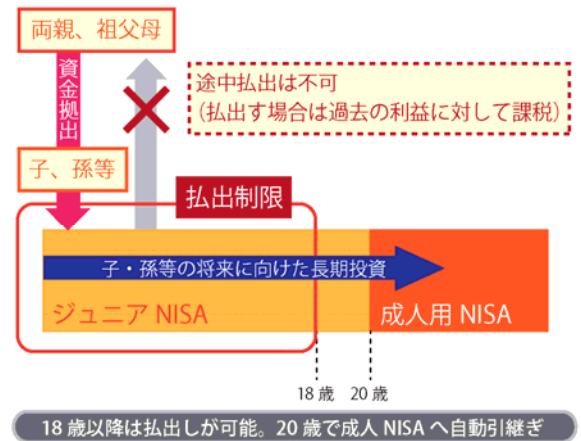 両親、祖父母
資金拠出
途中払出は不可
(払出す場合は過去の利益に対して課税)
子、孫等
払出制限
子・孫等の将来に向けた長期投資
ジュニア NISA
成人用 NISA
18 歳
20 歳
18 歳以降は払出しが可能。20 歳で成人 NISA へ自動引継ぎ